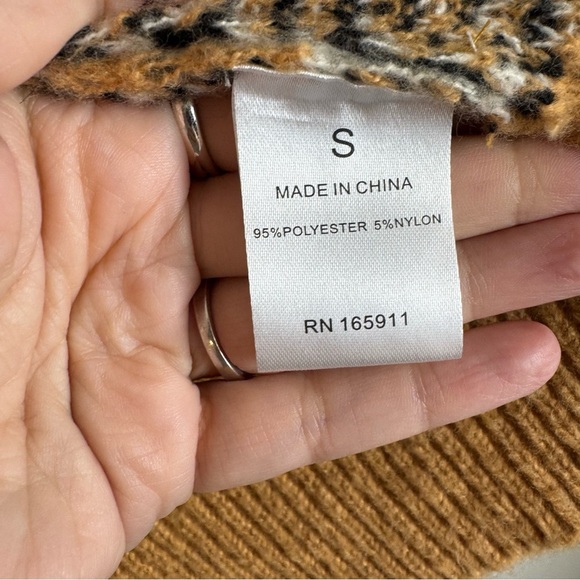 S
MADE IN CHINA
95%POLYESTER 5%NYLON
RN 165911